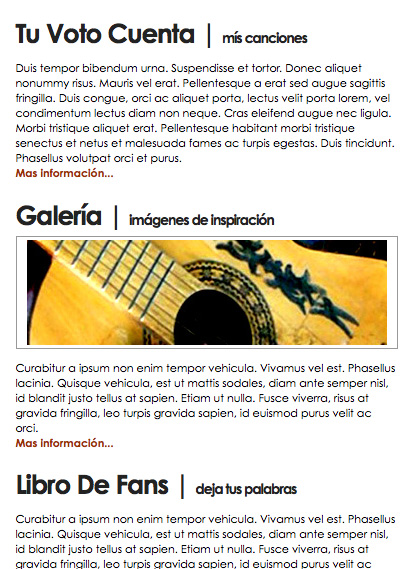 Tu Voto Cuenta | mís canciones
Duis tempor bibendum urna. Suspendisse et tortor. Donec aliquet
nonummy risus. Mauris vel erat. Pellentesque a erat sed augue sagittis
fringilla. Duis congue, orci ac aliquet porta, lectus velit porta lorem, vel
condimentum lectus diam non neque. Cras eleifend augue nec ligula.
Morbi tristique aliquet erat. Pellentesque habitant morbi tristique
senectus et netus et malesuada fames ac turpis egestas. Duis tincidunt.
Phasellus volutpat orci et purus.
Mas información...
Galería | imágenes de inspiración
Curabitur a ipsum non enim tempor vehicula. Vivamus vel est. Phasellus
lacinia. Quisque vehicula, est ut mattis sodales, diam ante semper nisl,
id blandit justo tellus at sapien. Etiam ut nulla. Fusce viverra, risus at
gravida fringilla, leo turpis gravida sapien, id euismod purus velit ac
orci.
Mas información...
Libro De Fans | deja tus palabras
Curabitur a ipsum non enim tempor vehicula. Vivamus vel est. Phasellus
lacinia. Quisque vehicula, est ut mattis sodales, diam ante semper nisl,
id blandit justo tellus at sapien. Etiam ut nulla. Fusce viverra, risus at
gravida fringilla, leo turpis gravida sapien, id euismod purus velit ac